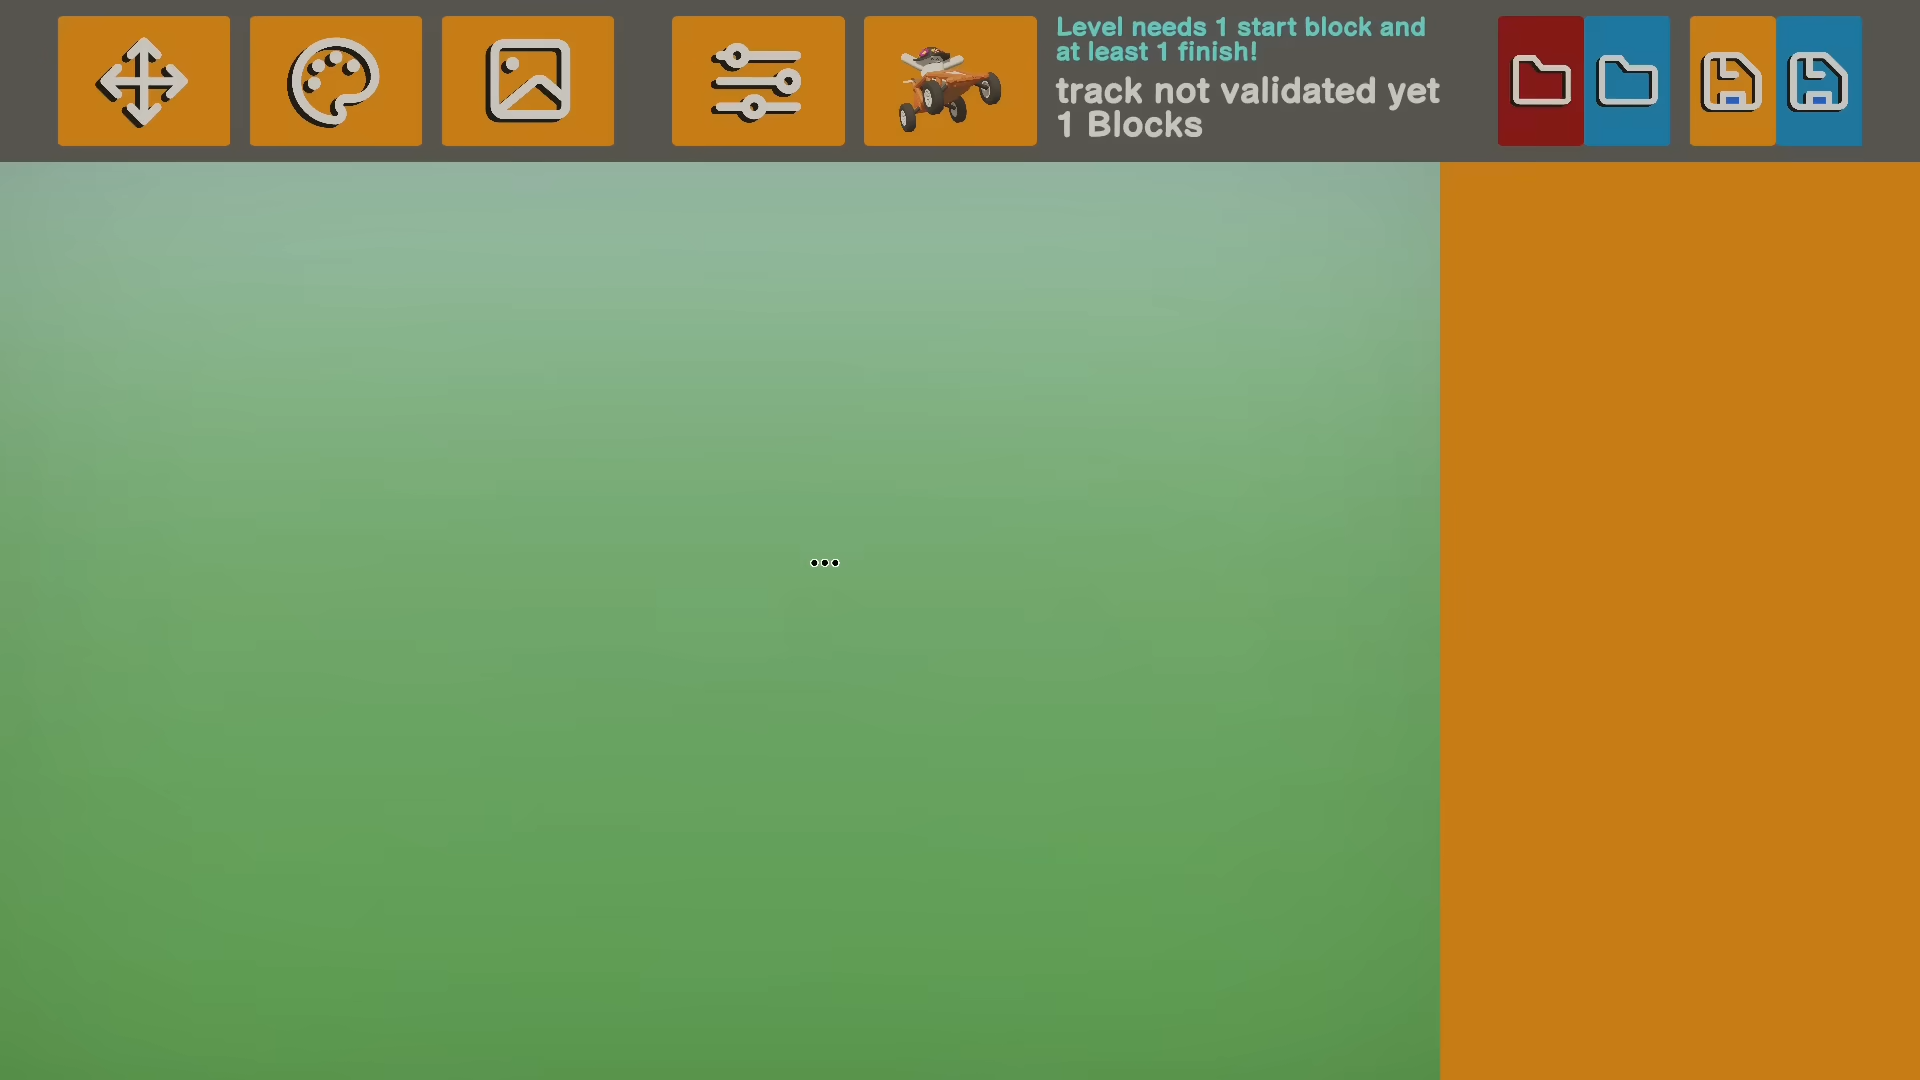 Level needs 1 start block and
at least 1 finish!
track not validated yet
1 Blocks